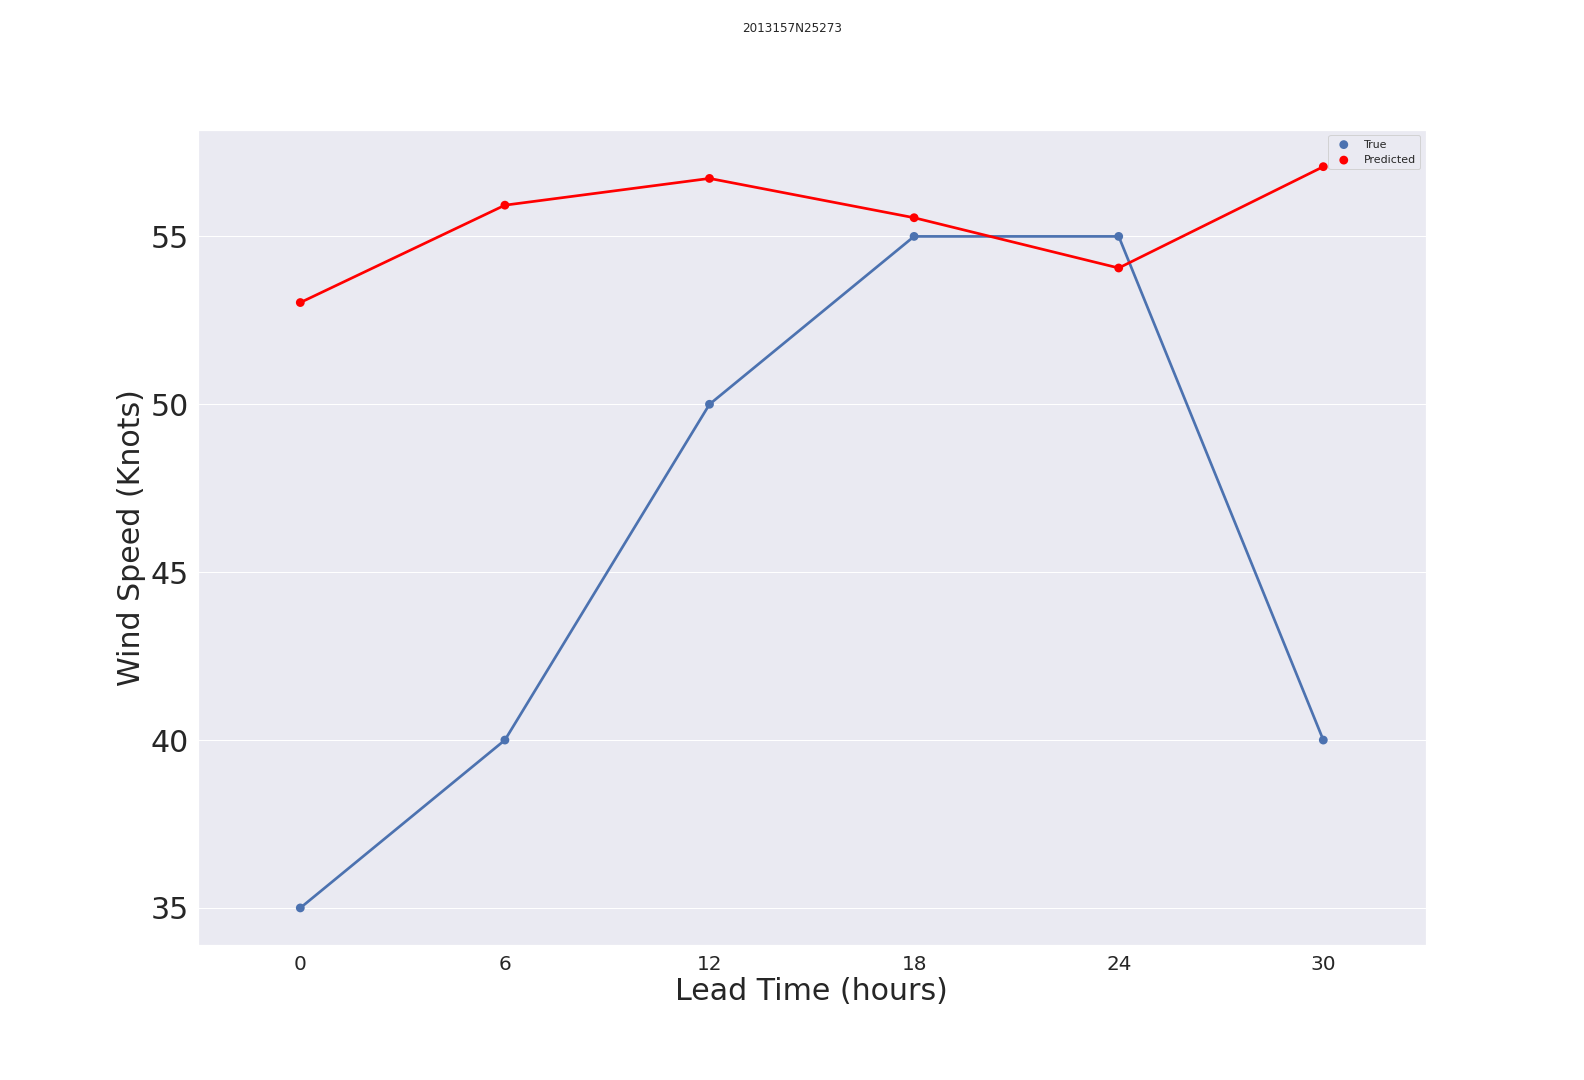 2013157N25273
True
Predicted
55
50
45
40
35
Wind Speed (Knots)
0 6 12 18 24 30
Lead Time (hours)